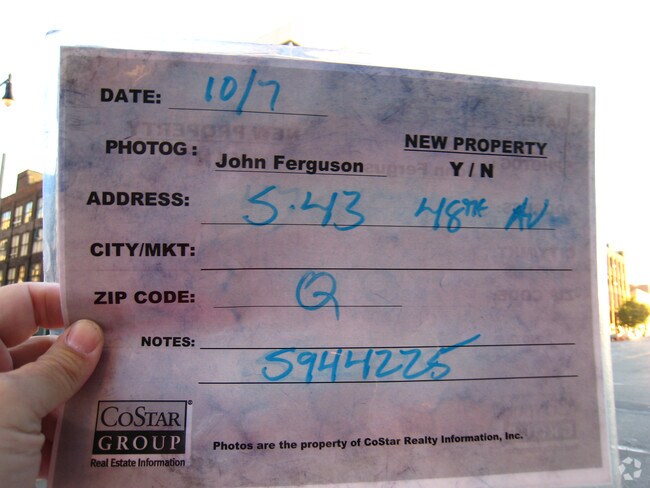 DATE: 10/7
PHOTOG: John Ferguson
NEW PROPERTY
Y / N
ADDRESS: 5-43 48TH AV
CITY/MKT:
ZIP CODE: Q
NOTES:
5944225
COSTAR®
GROUP
Real Estate Information
Photos are the property of CoStar Realty Information, Inc.